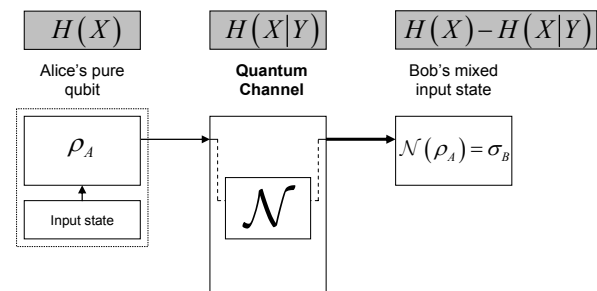 H(X) H(X|Y) H(X)−H(X|Y)
Alice's pure
qubit
Quantum
Channel
Bob's mixed
input state
ρ_A
Input state
𝒩
𝒩(ρ_A)=σ_B